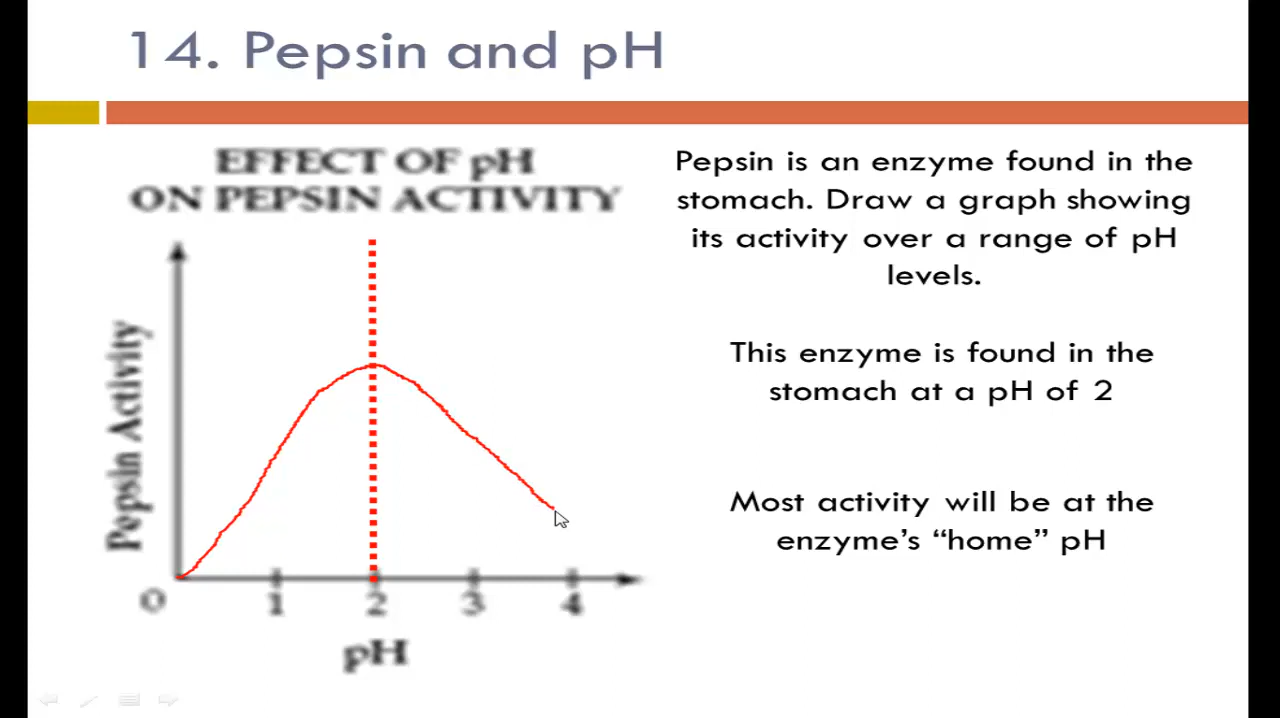 14. Pepsin and pH
EFFECT OF pH
ON PEPSIN ACTIVITY
Pepsin Activity
0
1
2
3
4
pH
Pepsin is an enzyme found in the
stomach. Draw a graph showing
its activity over a range of pH
levels.
This enzyme is found in the
stomach at a pH of 2
Most activity will be at the
enzyme’s “home” pH